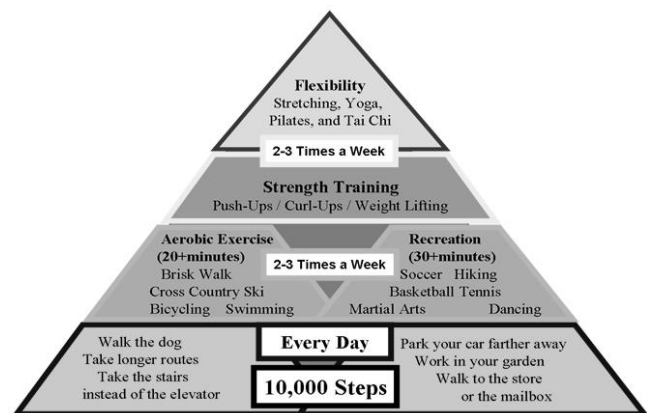 Flexibility
Stretching, Yoga,
Pilates, and Tai Chi
2-3 Times a Week
Strength Training
Push-Ups / Curl-Ups / Weight Lifting
Aerobic Exercise
(20+minutes)
Brisk Walk
Cross Country Ski
Bicycling Swimming
2-3 Times a Week
Recreation
(30+minutes)
Soccer Hiking
Basketball Tennis
Martial Arts Dancing
Walk the dog
Take longer routes
Take the stairs
instead of the elevator
Every Day
10,000 Steps
Park your car farther away
Work in your garden
Walk to the store
or the mailbox